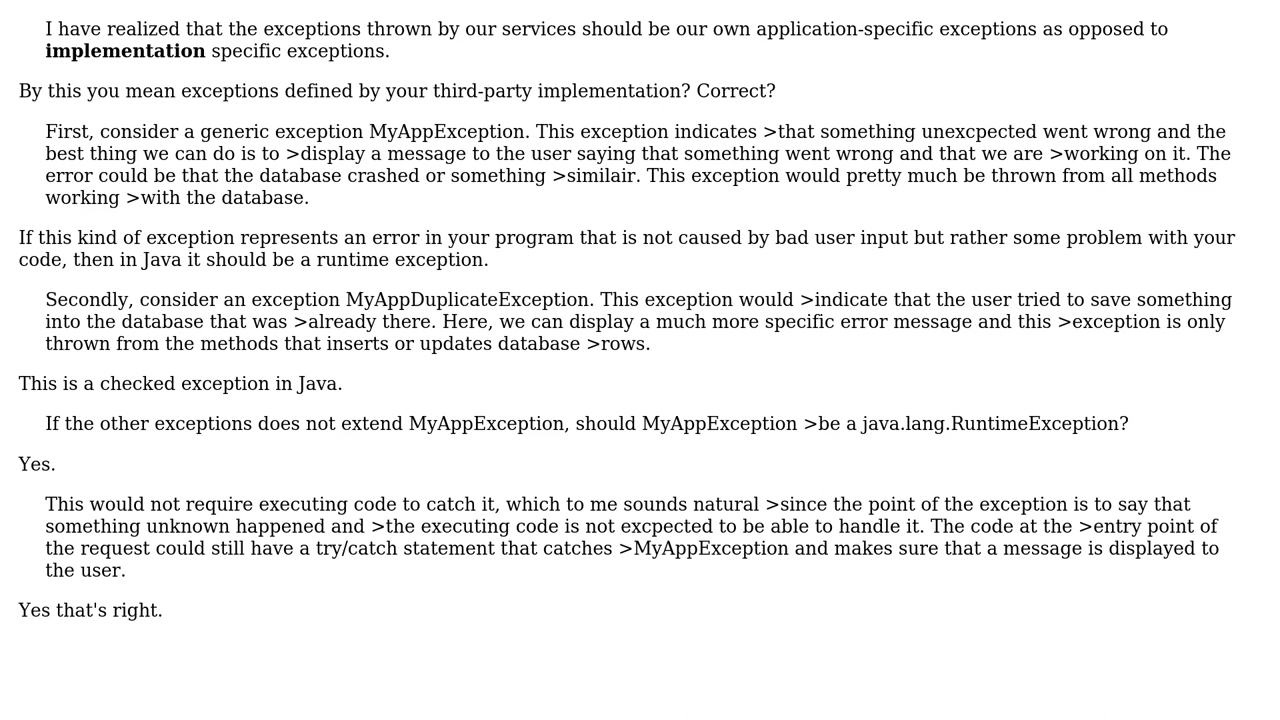 I have realized that the exceptions thrown by our services should be our own application-specific exceptions as opposed to
implementation specific exceptions.
By this you mean exceptions defined by your third-party implementation? Correct?
First, consider a generic exception MyAppException. This exception indicates >that something unexcpected went wrong and the
best thing we can do is to >display a message to the user saying that something went wrong and that we are >working on it. The
error could be that the database crashed or something >similair. This exception would pretty much be thrown from all methods
working >with the database.
If this kind of exception represents an error in your program that is not caused by bad user input but rather some problem with your
code, then in Java it should be a runtime exception.
Secondly, consider an exception MyAppDuplicateException. This exception would >indicate that the user tried to save something
into the database that was >already there. Here, we can display a much more specific error message and this >exception is only
thrown from the methods that inserts or updates database >rows.
This is a checked exception in Java.
If the other exceptions does not extend MyAppException, should MyAppException >be a java.lang.RuntimeException?
Yes.
This would not require executing code to catch it, which to me sounds natural >since the point of the exception is to say that
something unknown happened and >the executing code is not excpected to be able to handle it. The code at the >entry point of
the request could still have a try/catch statement that catches >MyAppException and makes sure that a message is displayed to
the user.
Yes that's right.